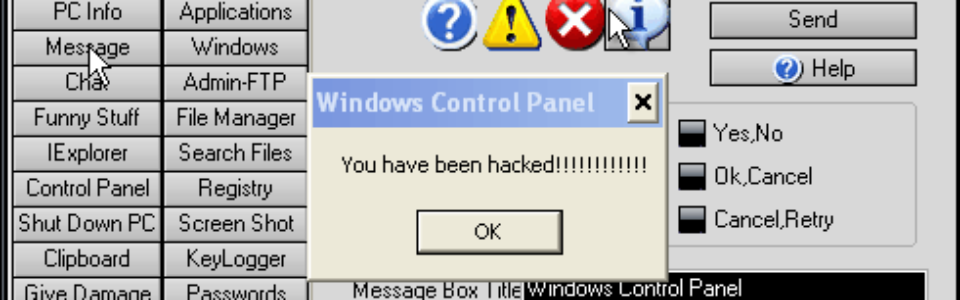 PC Info
Applications
Message
Windows
Chat
Admin-FTP
Funny Stuff
File Manager
IExplorer
Search Files
Control Panel
Registry
Shut Down PC
Screen Shot
Clipboard
KeyLogger
Give Damage
Passwords
Send
Help
Windows Control Panel
You have been hacked!!!!!!!!!!!!
OK
Yes,No
Ok,Cancel
Cancel,Retry
Message Box Title
Windows Control Panel